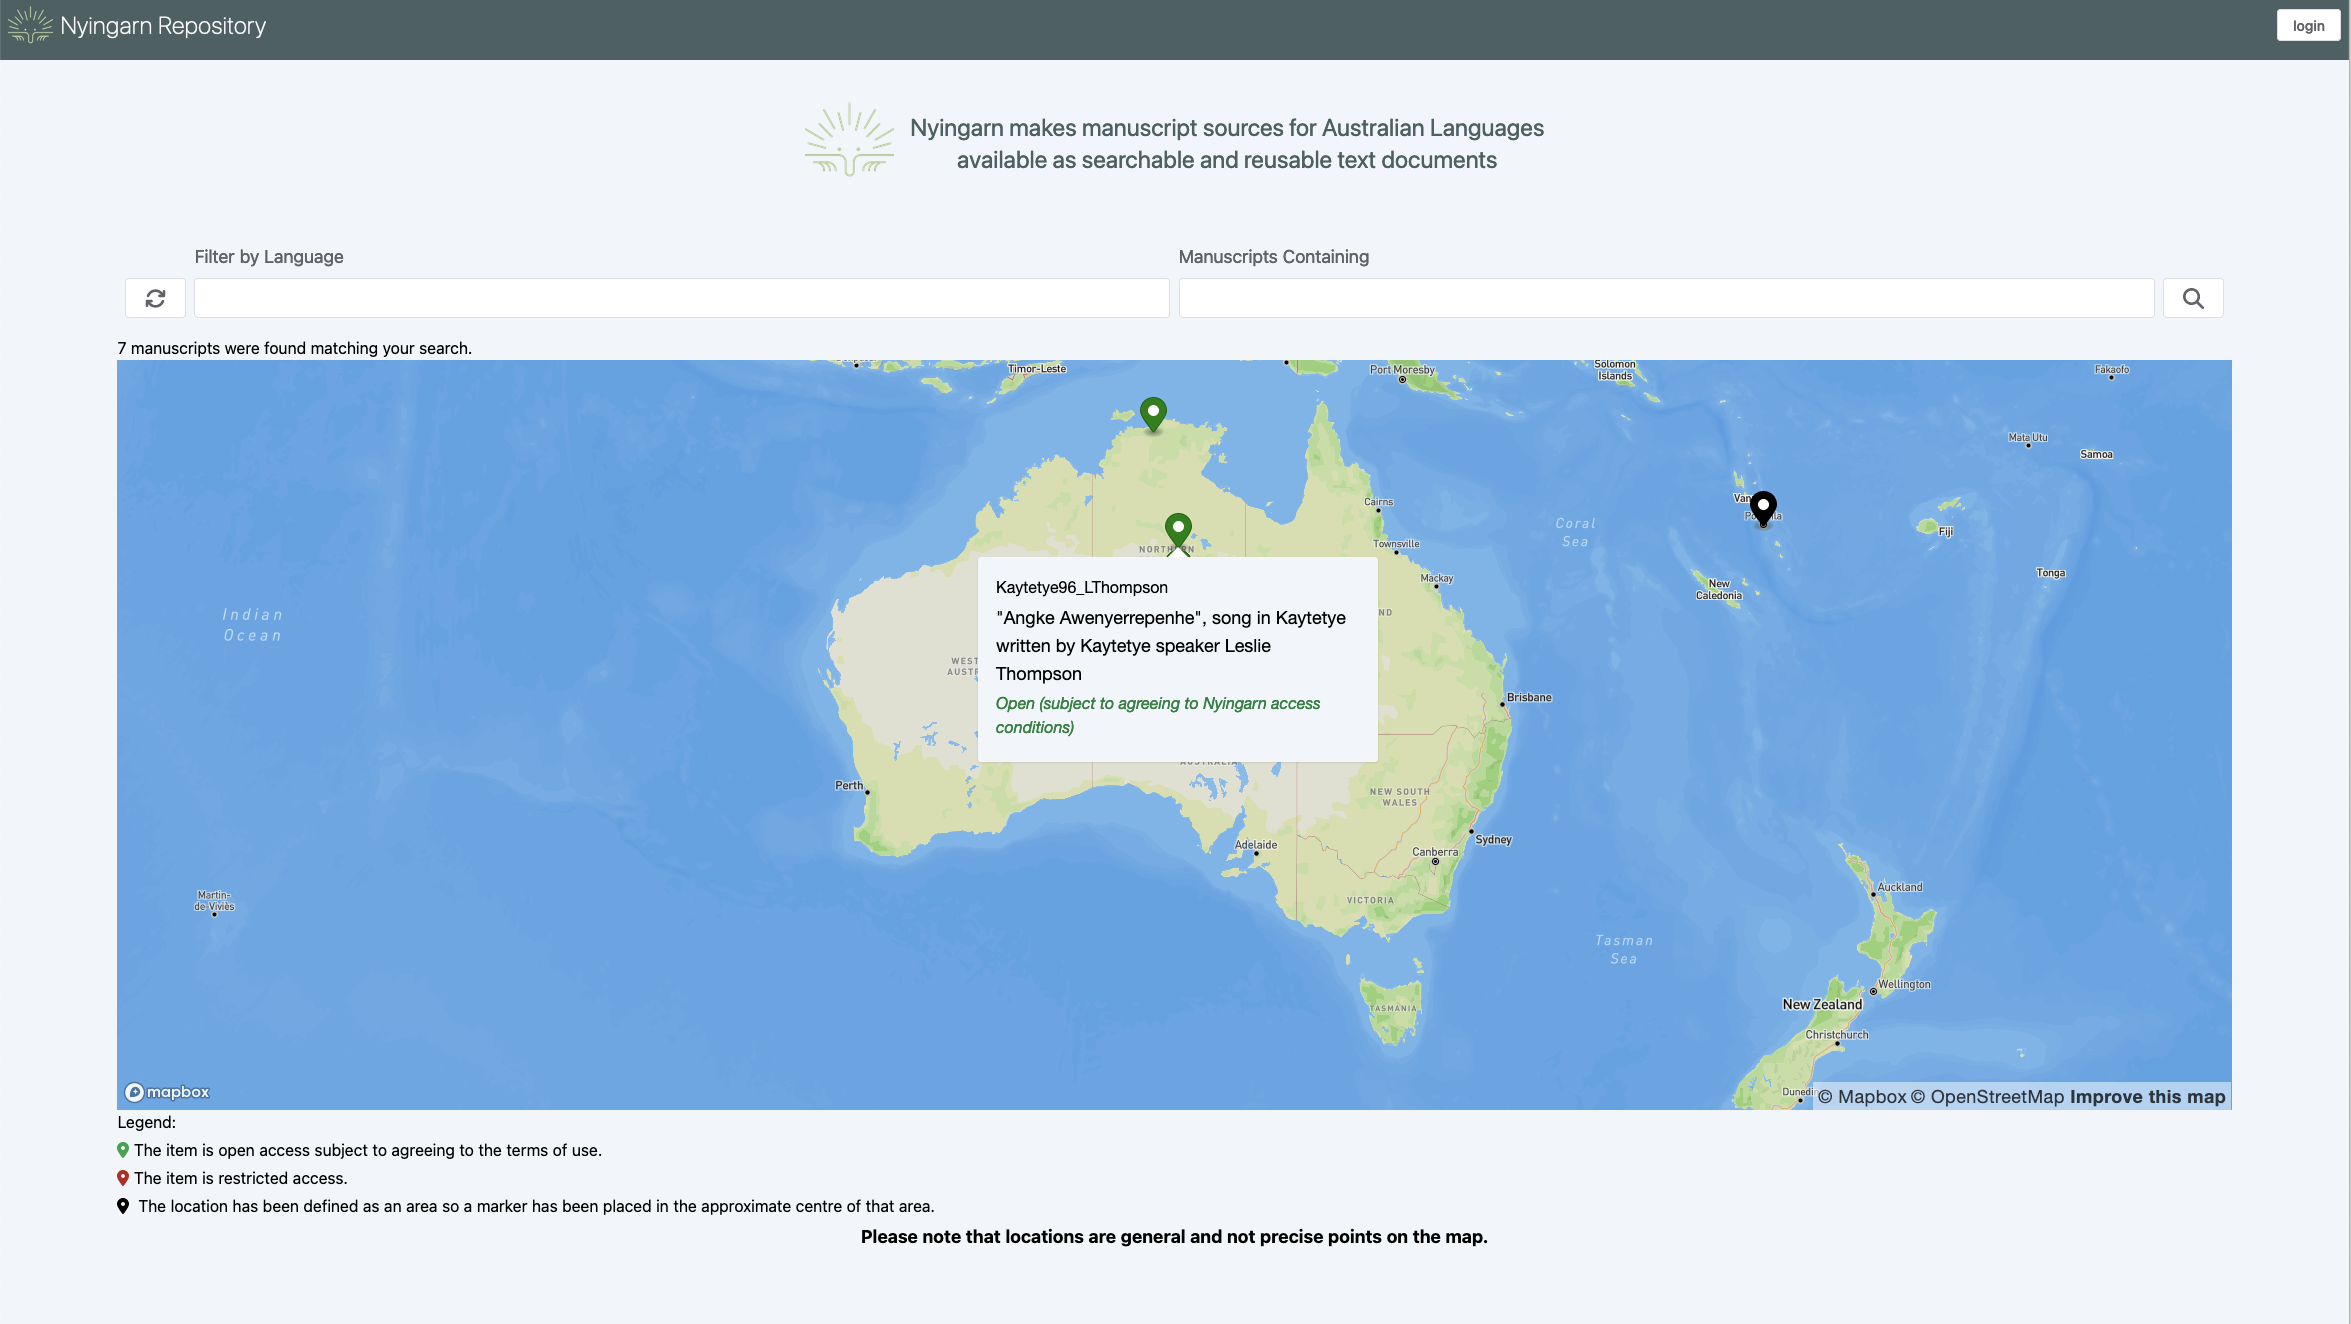 Nyingarn Repository
login
Nyingarn makes manuscript sources for Australian Languages
available as searchable and reusable text documents
Filter by Language
Manuscripts Containing
7 manuscripts were found matching your search.
Timor-Leste
Port Moresby
Solomon
Islands
Fakaofo
Mata Utu
Samoa
Cairns
Coral
Sea
Fiji
NORTHERN
Townsville
Mackay
Tonga
New
Caledonia
Indian
Ocean
Kaytetye96_LThompson
"Angke Awenyerrepenhe", song in Kaytetye
written by Kaytetye speaker Leslie
Thompson
Open (subject to agreeing to Nyingarn access
conditions)
Brisbane
AUSTRALIA
Perth
NEW SOUTH
WALES
Adelaide
Sydney
Canberra
VICTORIA
Auckland
Martin-
de-Viviès
Tasman
Sea
Wellington
New Zealand
TASMANIA
Christchurch
mapbox
© Mapbox © OpenStreetMap Improve this map
Legend:
The item is open access subject to agreeing to the terms of use.
The item is restricted access.
The location has been defined as an area so a marker has been placed in the approximate centre of that area.
Please note that locations are general and not precise points on the map.